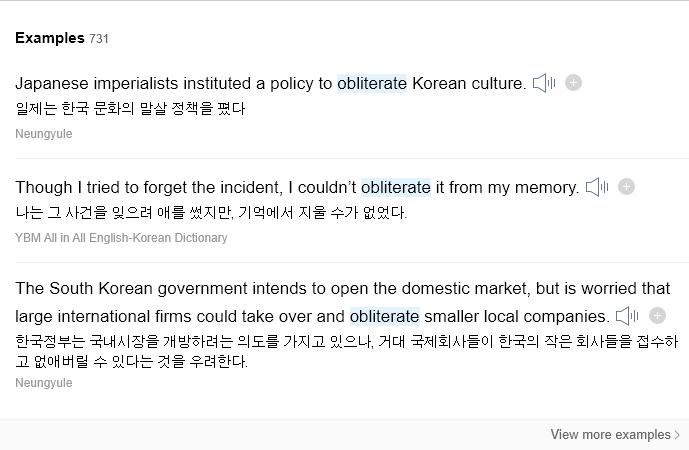 Examples 731
Japanese imperialists instituted a policy to obliterate Korean culture.
일제는 한국 문화의 말살 정책을 폈다
Neungyule
Though I tried to forget the incident, I couldn’t obliterate it from my memory.
나는 그 사건을 잊으려 애를 썼지만, 기억에서 지울 수가 없었다.
YBM All in All English-Korean Dictionary
The South Korean government intends to open the domestic market, but is worried that
large international firms could take over and obliterate smaller local companies.
한국정부는 국내시장을 개방하려는 의도를 가지고 있으나, 거대 국제회사들이 한국의 작은 회사들을 접수하
고 없애버릴 수 있다는 것을 우려한다.
Neungyule
View more examples >